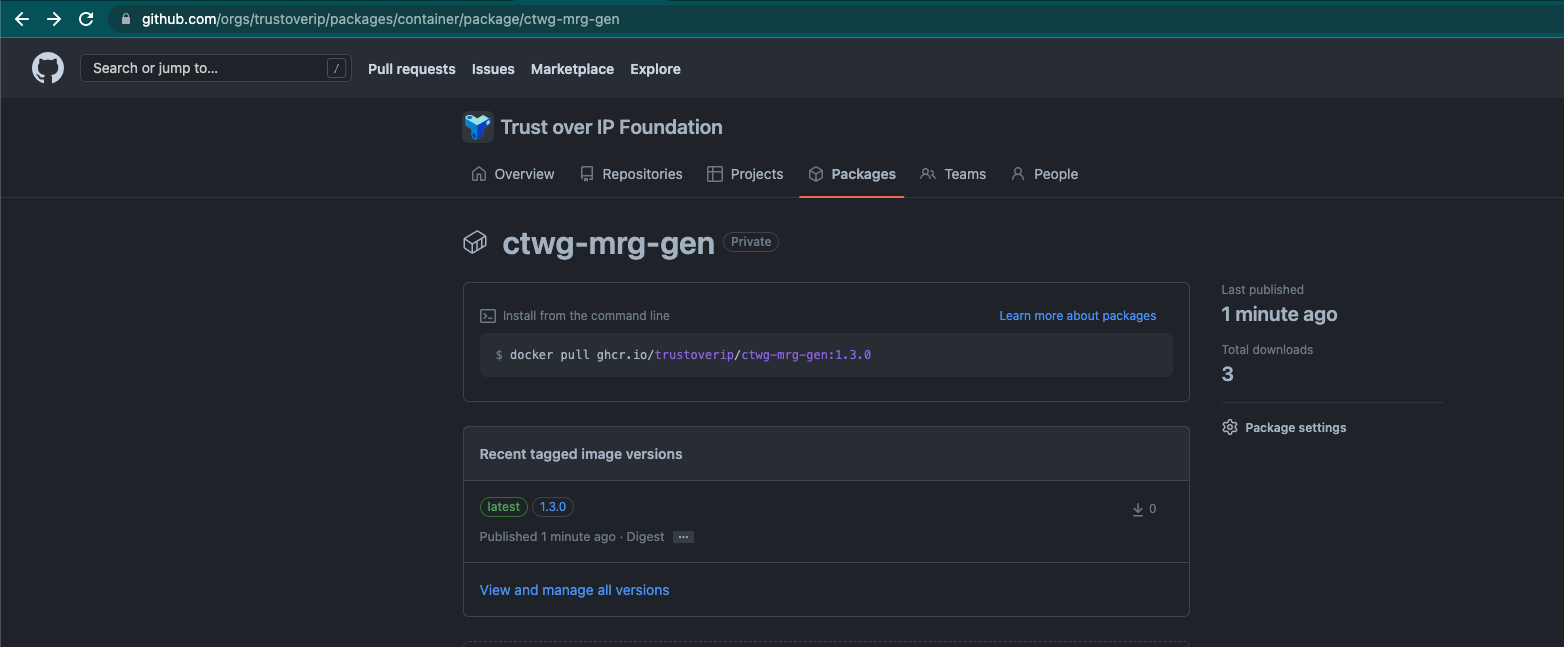 github.com/orgs/trustoverip/packages/container/package/ctwg-mrg-gen
Search or jump to... / Pull requests Issues Marketplace Explore
Trust over IP Foundation
Overview Repositories Projects Packages Teams People
ctwg-mrg-gen Private
Install from the command line Learn more about packages
$ docker pull ghcr.io/trustoverip/ctwg-mrg-gen:1.3.0
Last published
1 minute ago
Total downloads
3
Package settings
Recent tagged image versions
latest 1.3.0
0
Published 1 minute ago · Digest ...
View and manage all versions